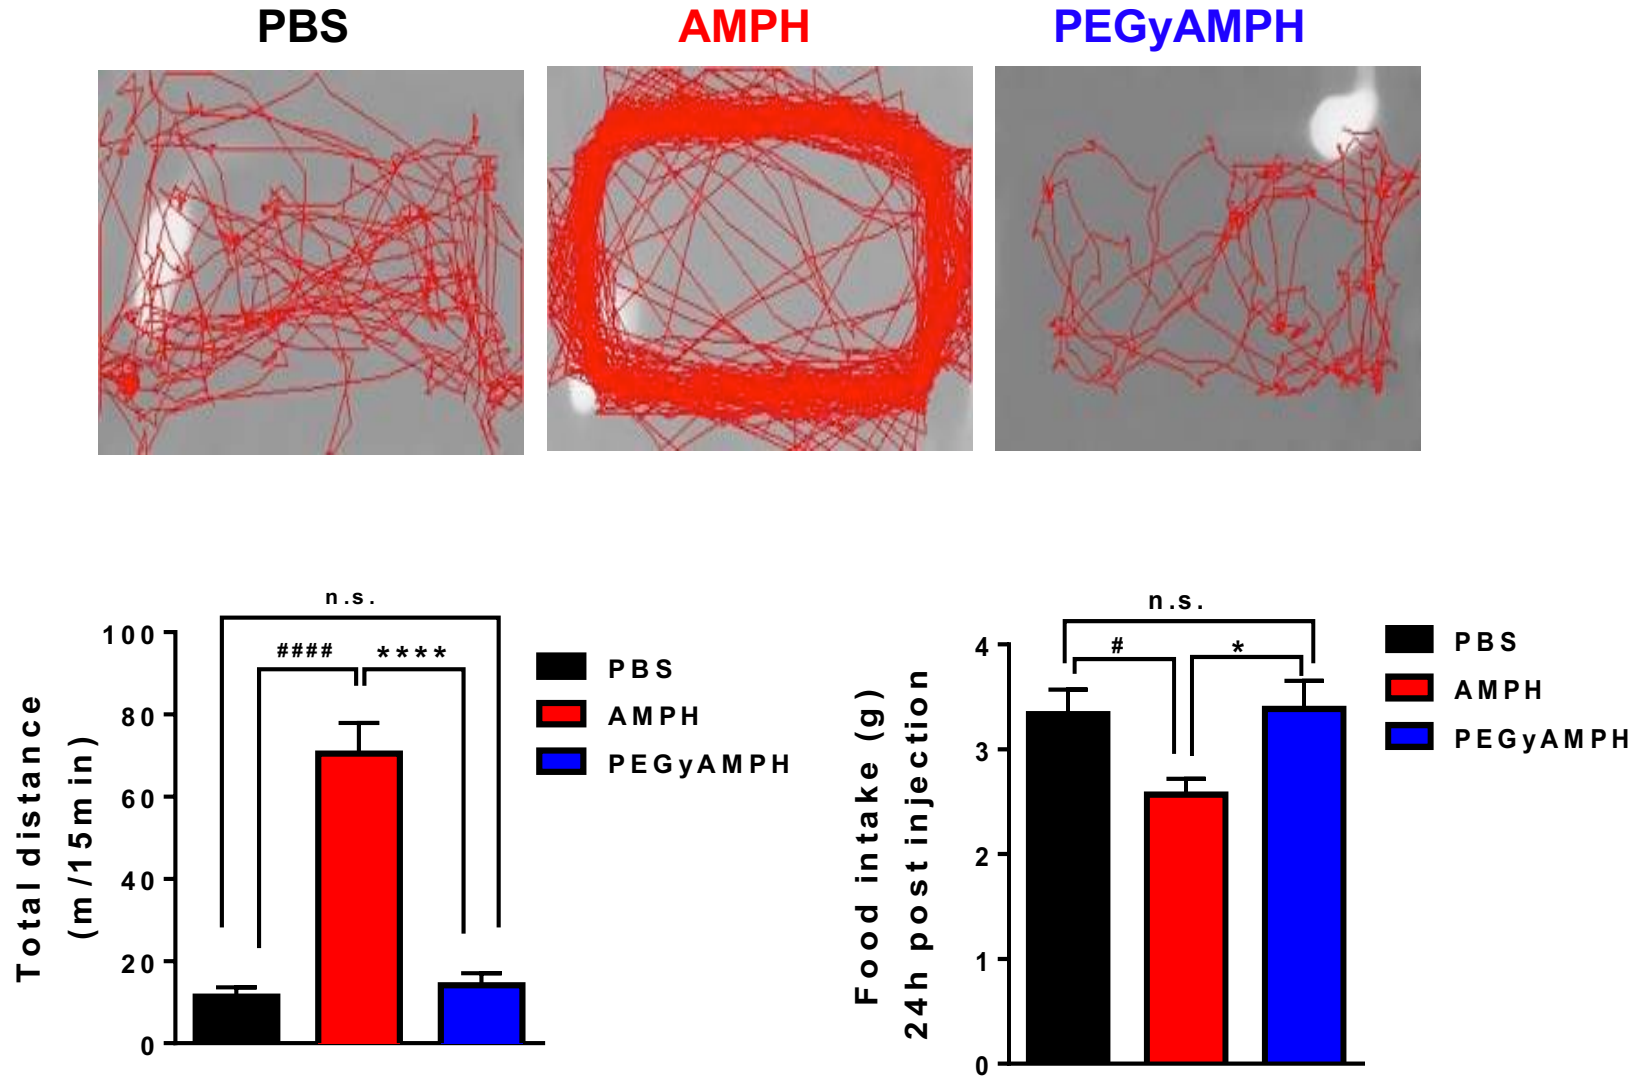 PBS AMPH PEGyAMPH
n.s.
#### ****
100
80
60
40
20
0
Total distance
(m/15min)
PBS
AMPH
PEGyAMPH
n.s.
# *
4
3
2
1
0
Food intake (g)
24h post injection
PBS
AMPH
PEGyAMPH